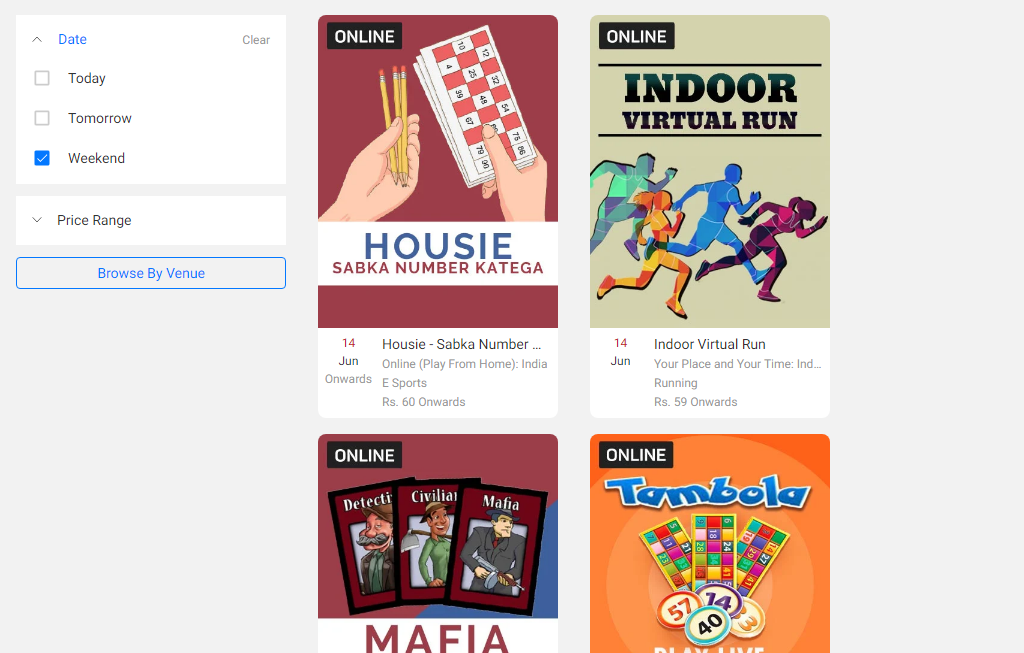 Date
Clear
Today
Tomorrow
Weekend
Price Range
Browse By Venue
ONLINE
HOUSIE
SABKA NUMBER KATEGA
14
Jun
Onwards
Housie - Sabka Number ...
Online (Play From Home): India
E Sports
Rs. 60 Onwards
ONLINE
INDOOR
VIRTUAL RUN
14
Jun
Indoor Virtual Run
Your Place and Your Time: Ind...
Running
Rs. 59 Onwards
ONLINE
Detecti
Civilian
Mafia
MAFIA
ONLINE
Tambola
57
14
40
PLAY LIVE